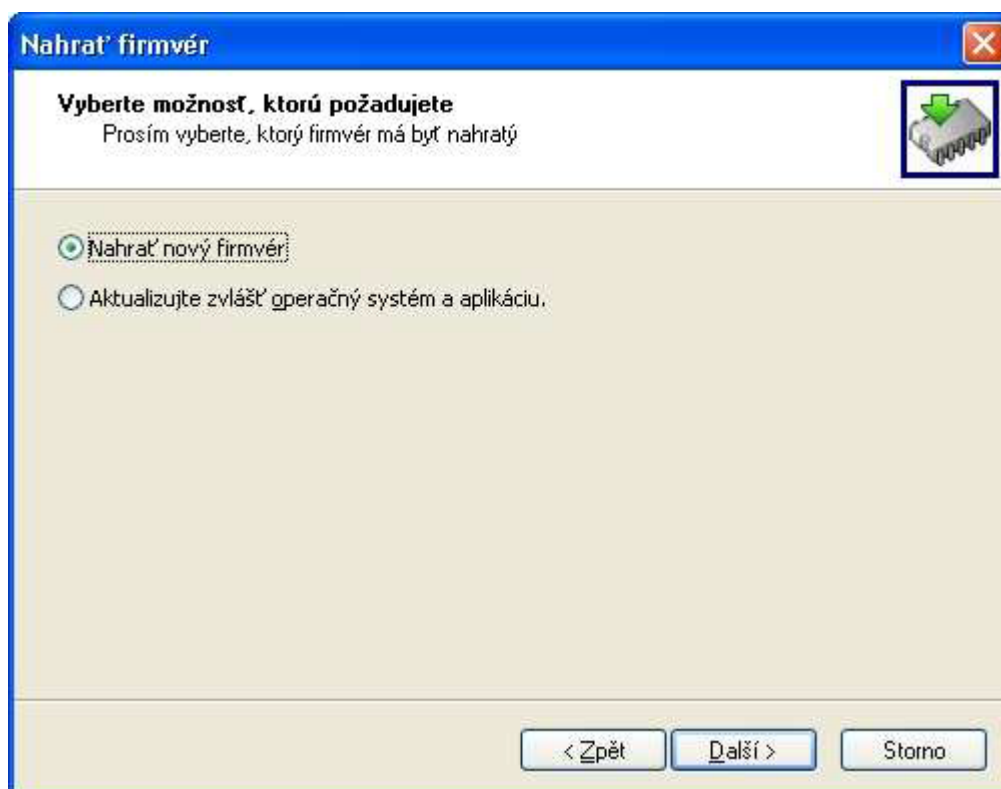 Nahrať firmvér
Vyberte možnosť, ktorú požadujete
Prosím vyberte, ktorý firmvér má byť nahratý
Nahrať nový firmvér
Aktualizujte zvlášť operačný systém a aplikáciu.
< Zpět
Další >
Storno